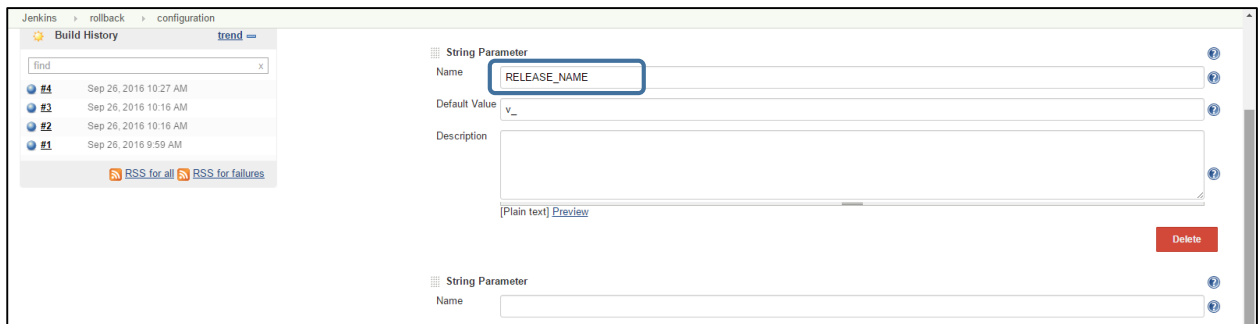 Jenkins rollback configuration
Build History trend
find x
#4 Sep 26, 2016 10:27 AM
#3 Sep 26, 2016 10:16 AM
#2 Sep 26, 2016 10:16 AM
#1 Sep 26, 2016 9:59 AM
RSS for all RSS for failures
String Parameter
Name RELEASE_NAME
Default Value v_
Description
[Plain text] Preview
Delete
String Parameter
Name